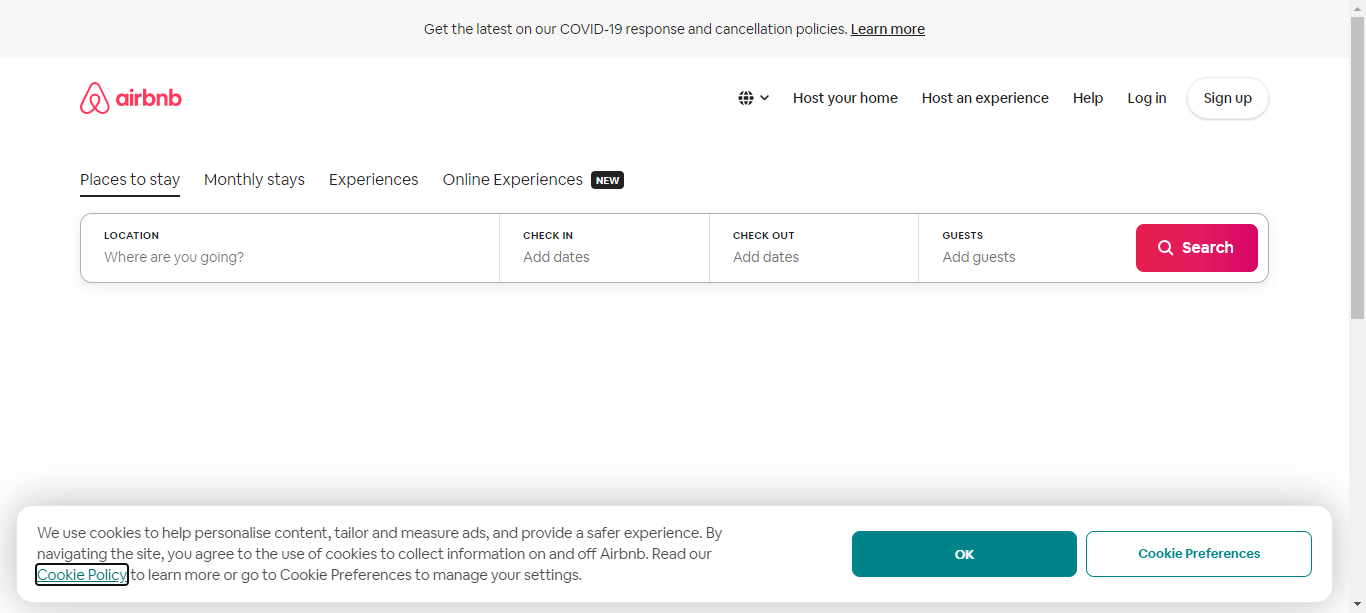 Get the latest on our COVID-19 response and cancellation policies. Learn more
airbnb
Host your home
Host an experience
Help
Log in
Sign up
Places to stay
Monthly stays
Experiences
Online Experiences NEW
LOCATION
Where are you going?
CHECK IN
Add dates
CHECK OUT
Add dates
GUESTS
Add guests
Search
We use cookies to help personalise content, tailor and measure ads, and provide a safer experience. By
navigating the site, you agree to the use of cookies to collect information on and off Airbnb. Read our
Cookie Policy to learn more or go to Cookie Preferences to manage your settings.
OK
Cookie Preferences